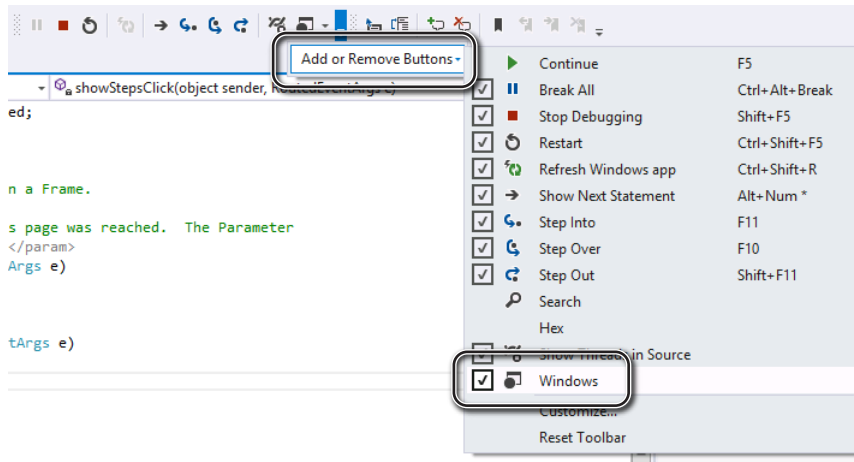 Add or Remove Buttons
showStepsClick(object sender, RoutedEventArgs e)
ed;
n a Frame.
s page was reached.  The Parameter
</param>
Args e)
tArgs e)
Continue F5
Break All Ctrl+Alt+Break
Stop Debugging Shift+F5
Restart Ctrl+Shift+F5
Refresh Windows app Ctrl+Shift+R
Show Next Statement Alt+Num *
Step Into F11
Step Over F10
Step Out Shift+F11
Search
Hex
Show Threads in Source
Windows
Customize...
Reset Toolbar